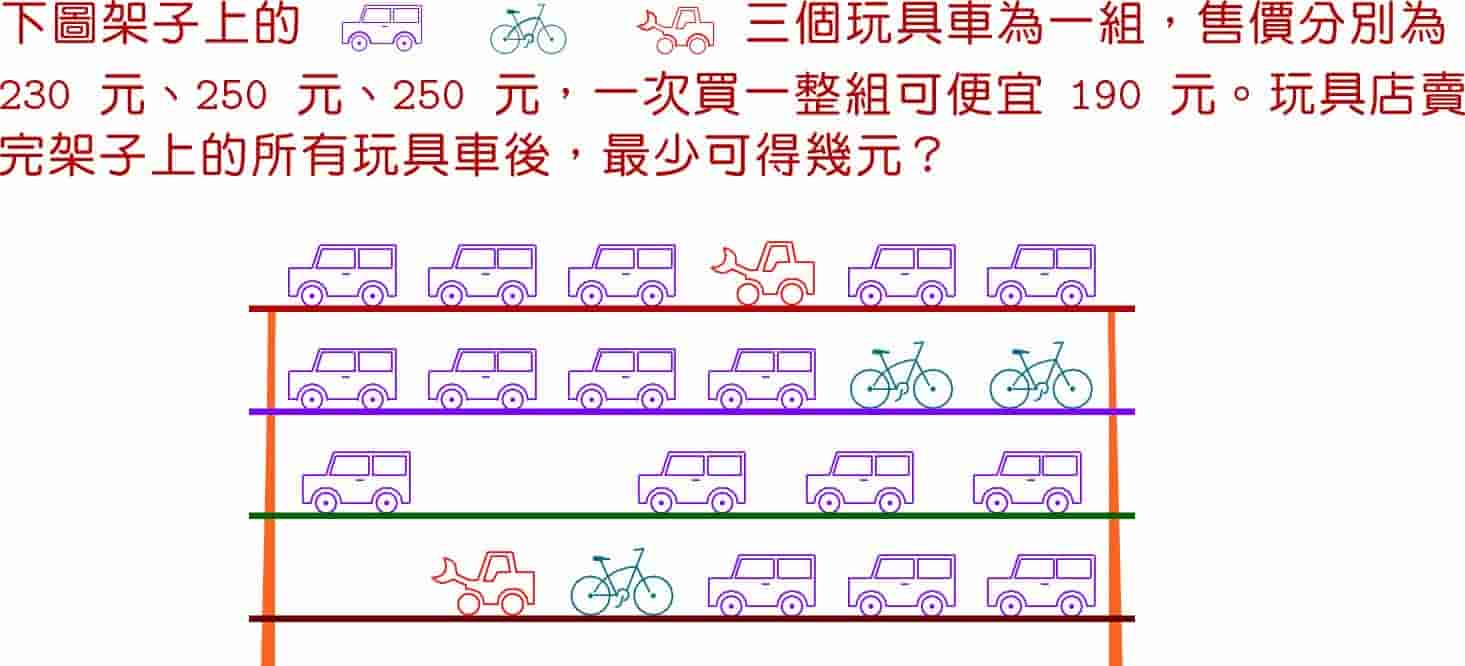 下圖架子上的 三個玩具車為一組，售價分別為
230 元、250 元、250 元，一次買一整組可便宜 190 元。玩具店賣
完架子上的所有玩具車後，最少可得幾元？